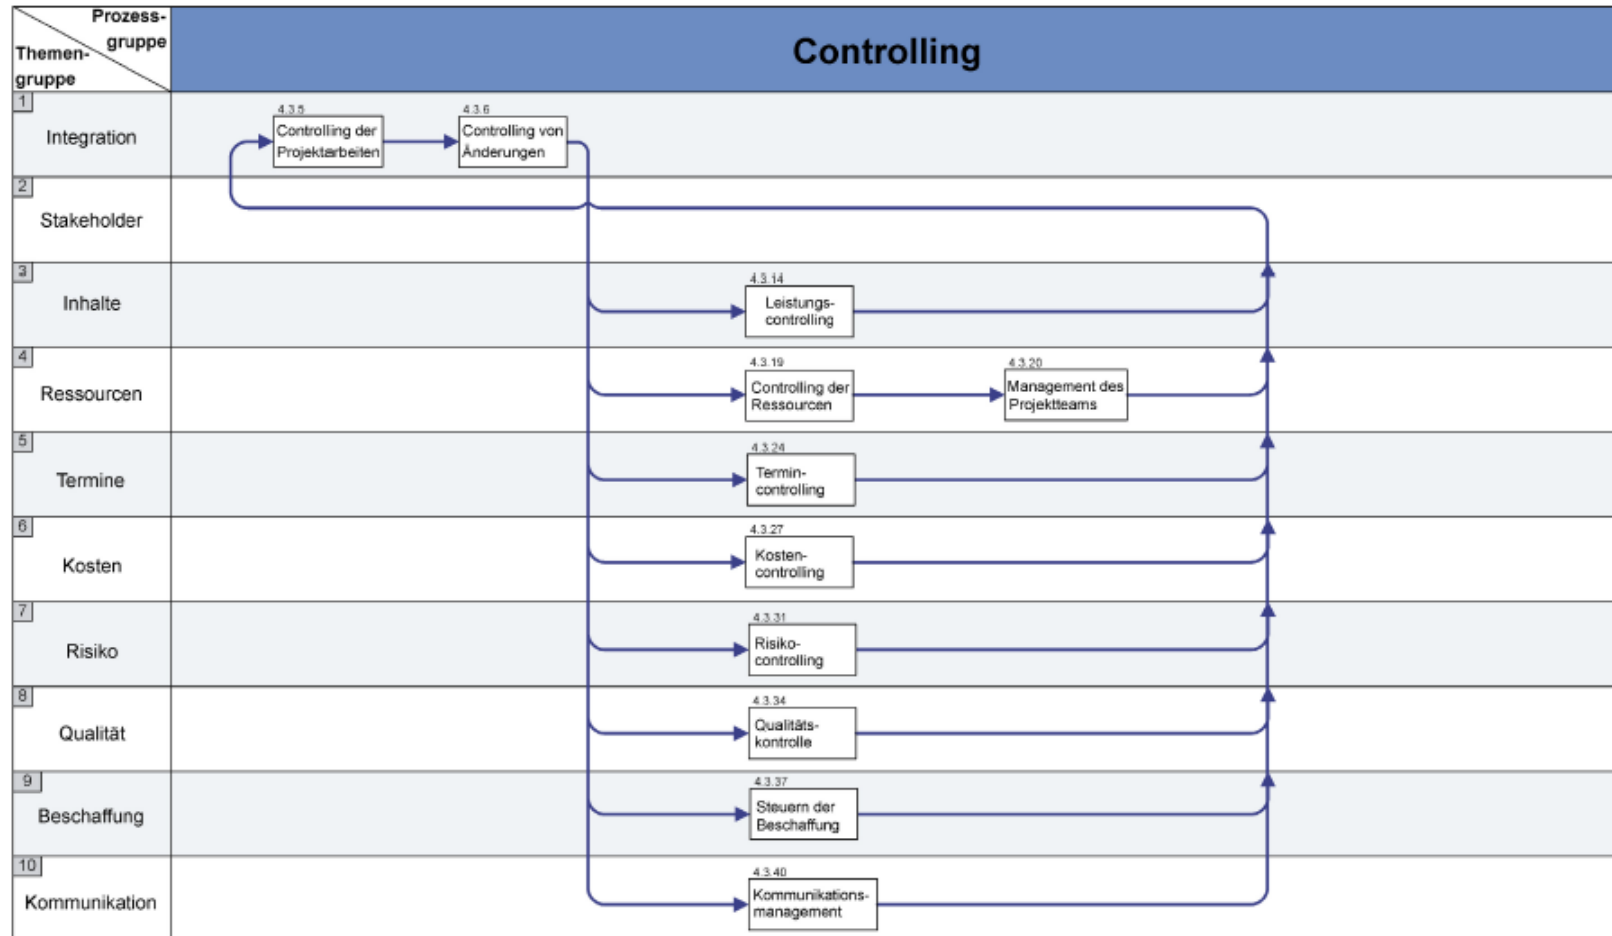 Prozess-
gruppe
Themen-
gruppe
Controlling
1
Integration
4.3.5
Controlling der
Projektarbeiten
4.3.6
Controlling von
Änderungen
2
Stakeholder
3
Inhalte
4.3.14
Leistungs-
controlling
4
Ressourcen
4.3.19
Controlling der
Ressourcen
4.3.20
Management des
Projektteams
5
Termine
4.3.24
Termin-
controlling
6
Kosten
4.3.27
Kosten-
controlling
7
Risiko
4.3.31
Risiko-
controlling
8
Qualität
4.3.34
Qualitäts-
kontrolle
9
Beschaffung
4.3.37
Steuern der
Beschaffung
10
Kommunikation
4.3.40
Kommunikations-
management